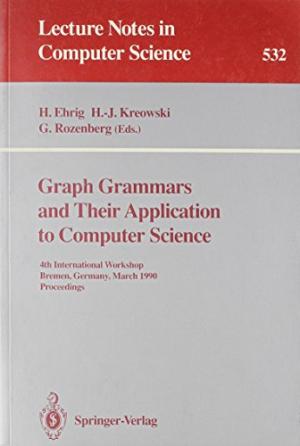 Lecture Notes in
Computer Science
532
H. Ehrig H.-J. Kreowski
G. Rozenberg (Eds.)
Graph Grammars
and Their Application
to Computer Science
4th International Workshop
Bremen, Germany, March 1990
Proceedings
Springer-Verlag